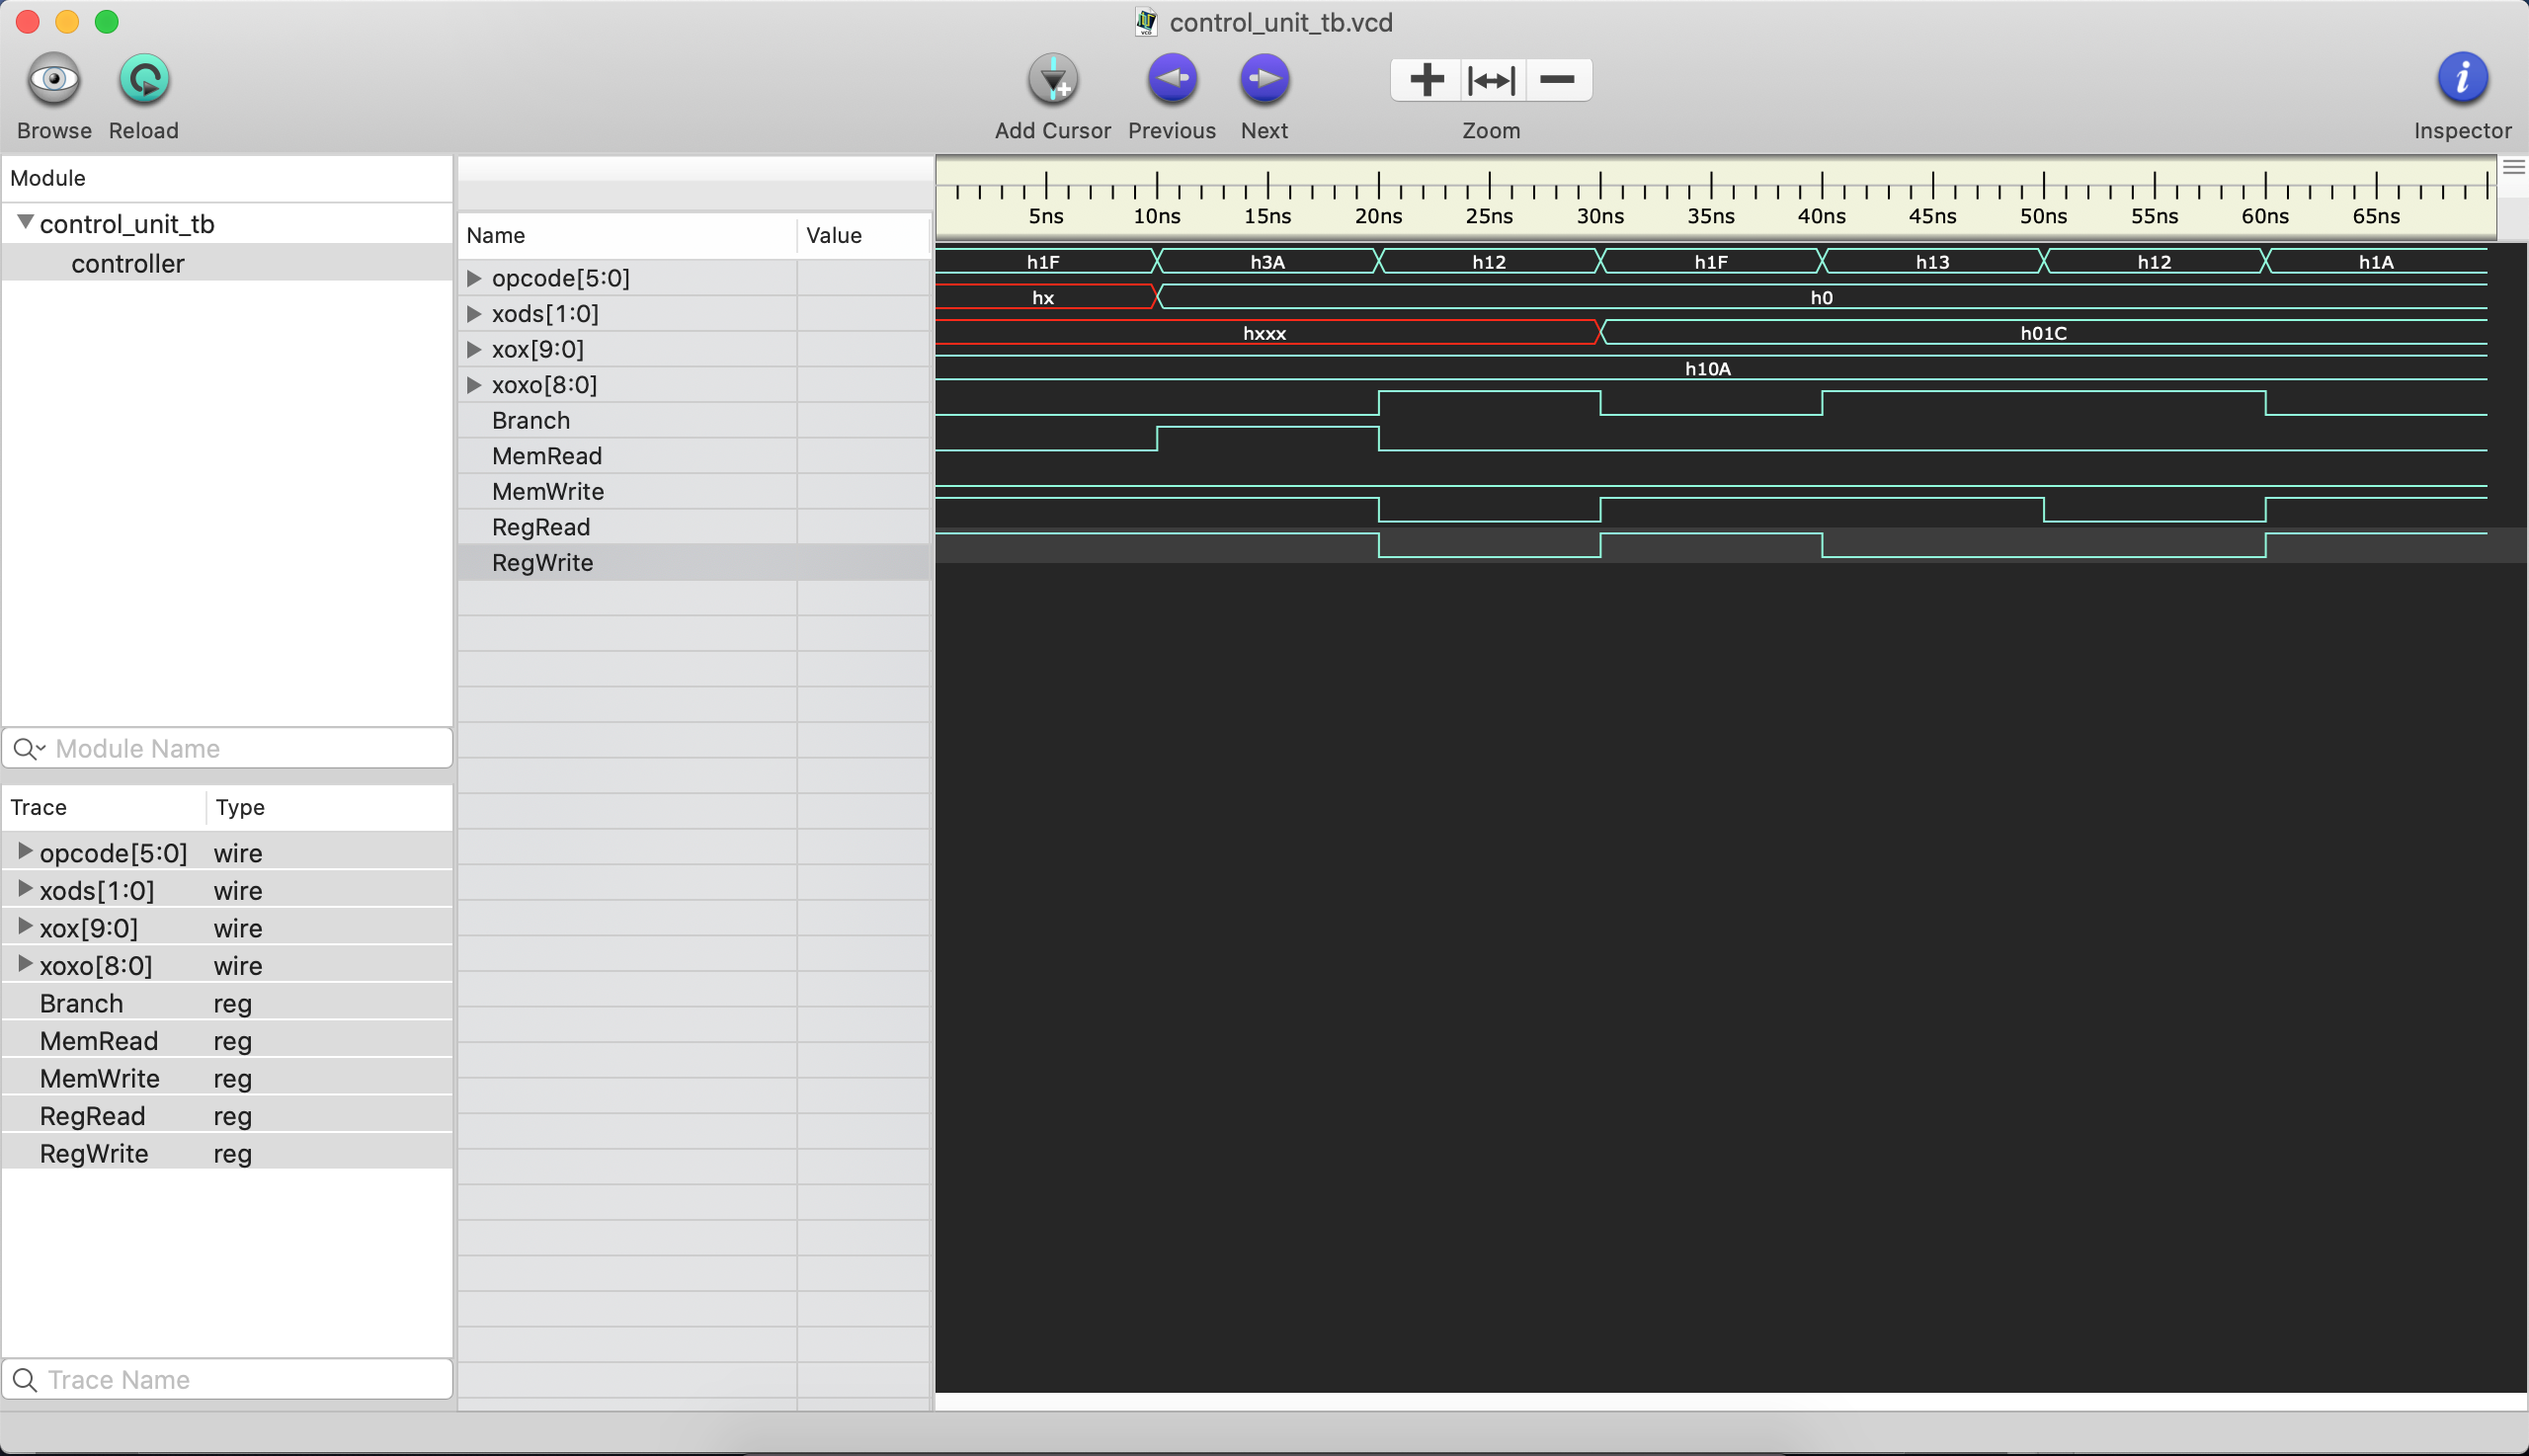 control_unit_tb.vcd
Browse Reload Add Cursor Previous Next Zoom Inspector
Module
control_unit_tb
controller
Module Name
Trace Type
opcode[5:0] wire
xods[1:0] wire
xox[9:0] wire
xoxo[8:0] wire
Branch reg
MemRead reg
MemWrite reg
RegRead reg
RegWrite reg
Trace Name
Name Value
opcode[5:0]
xods[1:0]
xox[9:0]
xoxo[8:0]
Branch
MemRead
MemWrite
RegRead
RegWrite
5ns 10ns 15ns 20ns 25ns 30ns 35ns 40ns 45ns 50ns 55ns 60ns 65ns
h1F h3A h12 h1F h13 h12 h1A
hx h0
hxxx h01C
h10A